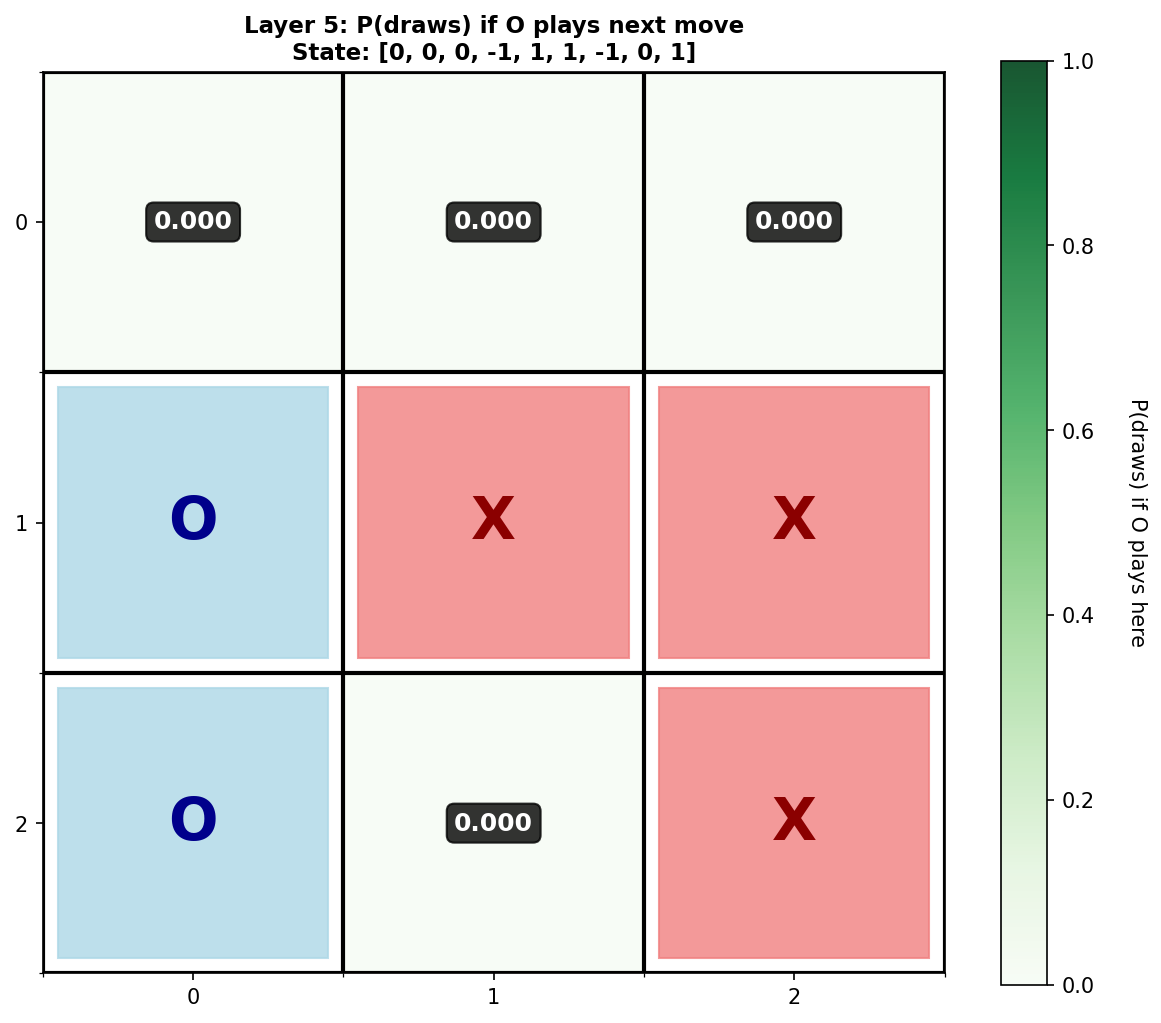 Layer 5: P(draws) if O plays next move
State: [0, 0, 0, -1, 1, 1, -1, 0, 1]
0
0.000
0.000
0.000
1
O
X
X
2
O
0.000
X
0
1
2
1.0
0.8
0.6
0.4
0.2
0.0
P(draws) if O plays here